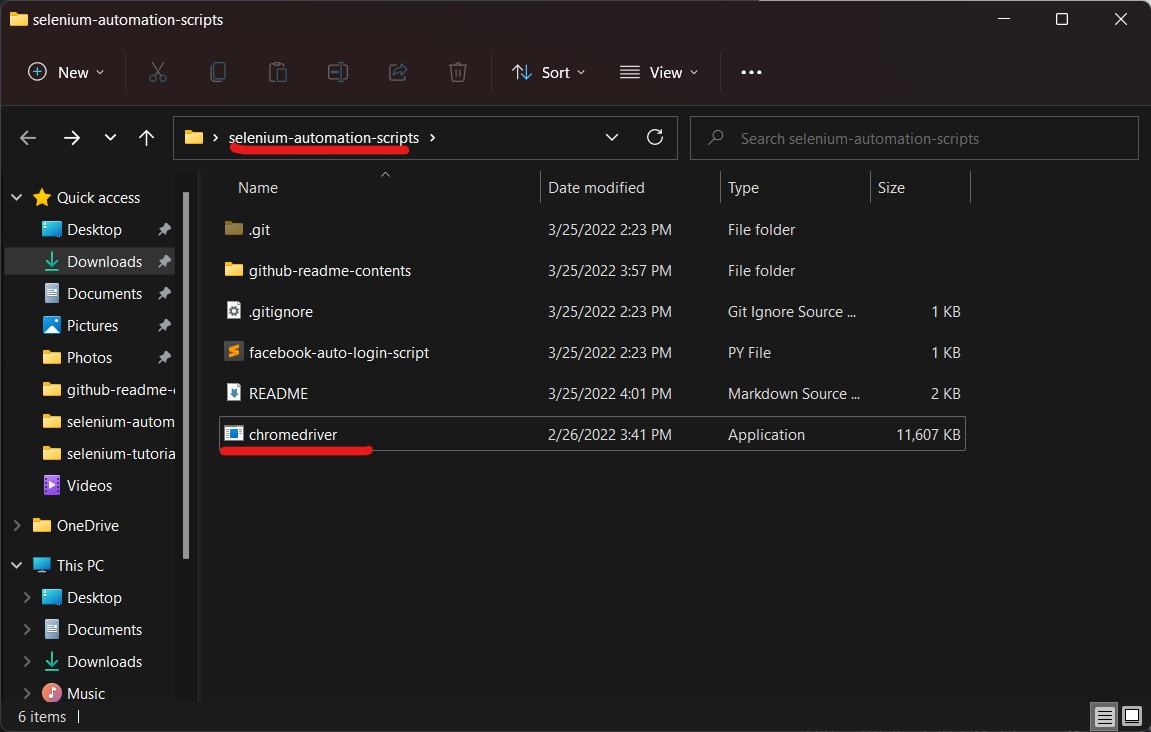 selenium-automation-scripts
New Sort View
selenium-automation-scripts
Search selenium-automation-scripts
Quick access
Desktop
Downloads
Documents
Pictures
Photos
github-readme-
selenium-autom
selenium-tutoria
Videos
OneDrive
This PC
Desktop
Documents
Downloads
Music
Name Date modified Type Size
.git 3/25/2022 2:23 PM File folder
github-readme-contents 3/25/2022 3:57 PM File folder
.gitignore 3/25/2022 2:23 PM Git Ignore Source ... 1 KB
facebook-auto-login-script 3/25/2022 2:23 PM PY File 1 KB
README 3/25/2022 4:01 PM Markdown Source ... 2 KB
chromedriver 2/26/2022 3:41 PM Application 11,607 KB
6 items